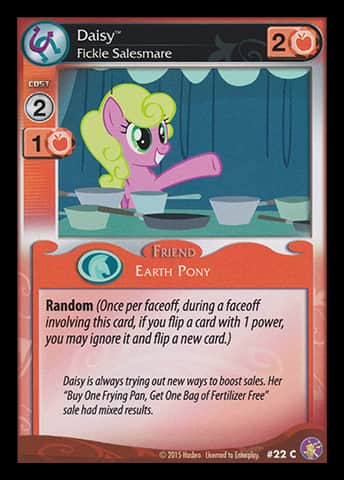 Daisy™
Fickle Salesmare
2
COST
2
1
FRIEND
EARTH PONY
Random (Once per faceoff, during a faceoff
involving this card, if you flip a card with 1 power,
you may ignore it and flip a new card.)
Daisy is always trying out new ways to boost sales. Her
"Buy One Frying Pan, Get One Bag of Fertilizer Free"
sale had mixed results.
© 2015 Hasbro. Licensed to Enterplay.
#22 C